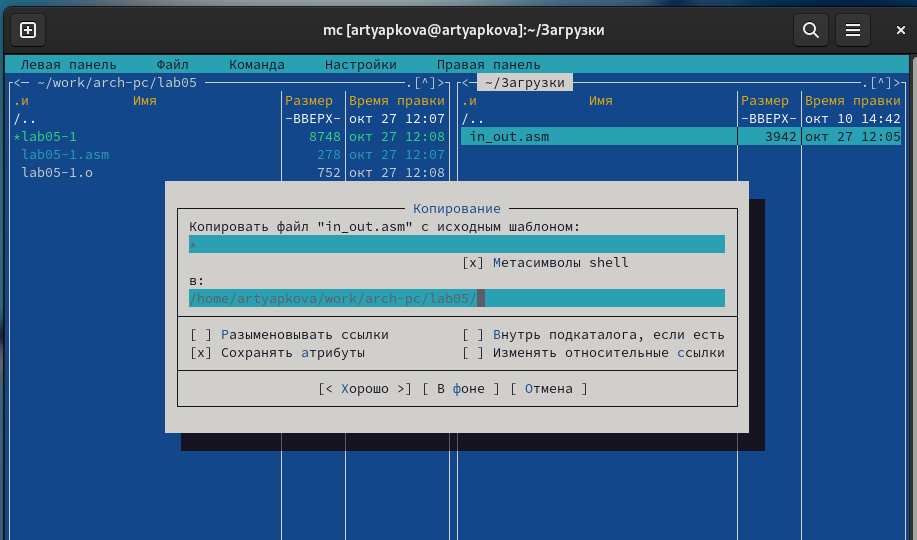 mc [artyapkova@artyapkova]:~/Загрузки
Левая панель Файл Команда Настройки Правая панель
<— ~/work/arch-pc/lab05 .[^]> <— ~/Загрузки .[^]>
.и Имя Размер Время правки .и Имя Размер Время правки
/.. -ВВЕРХ- окт 27 12:07 /.. -ВВЕРХ- окт 10 14:42
*lab05-1 8748 окт 27 12:08 in_out.asm 3942 окт 27 12:05
lab05-1.asm 278 окт 27 12:07
lab05-1.o 752 окт 27 12:08
Копирование
Копировать файл "in_out.asm" с исходным шаблоном:
*
[x] Метасимволы shell
в:
/home/artyapkova/work/arch-pc/lab05/
[ ] Разыменовывать ссылки [ ] Внутрь подкаталога, если есть
[x] Сохранять атрибуты [ ] Изменять относительные ссылки
[< Хорошо >] [ В фоне ] [ Отмена ]